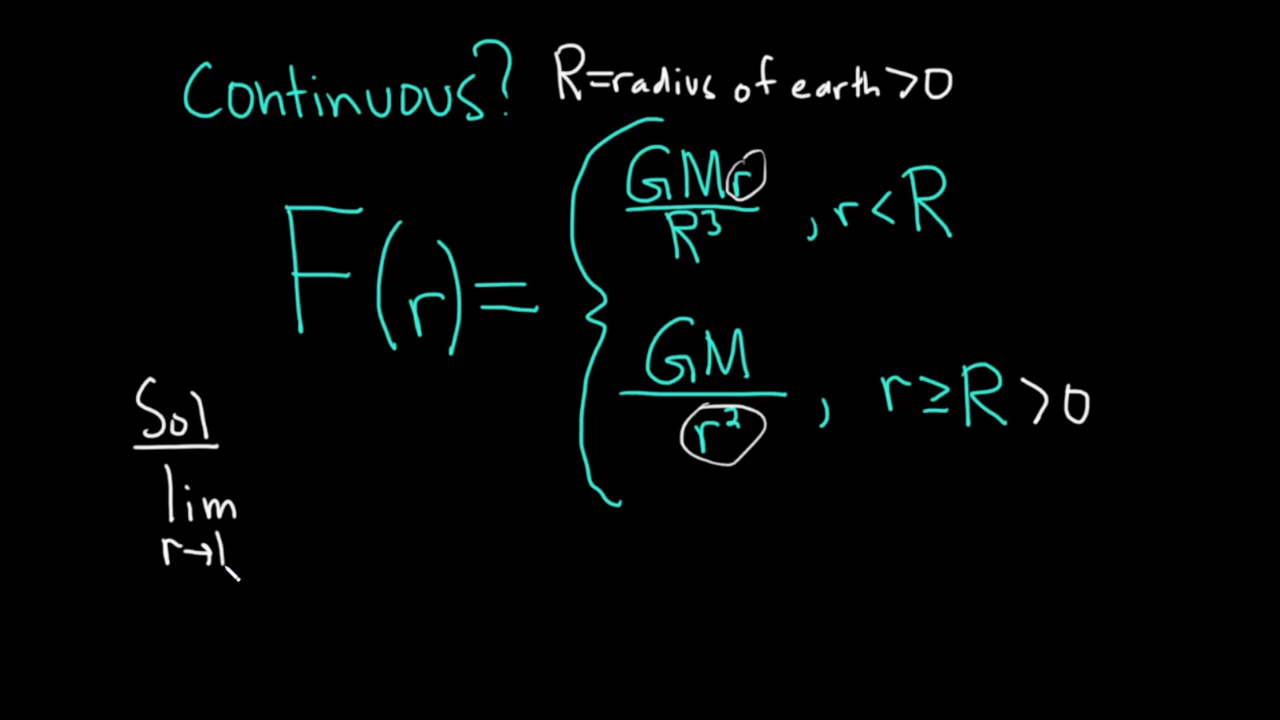 Continuous? R=radius of earth >0
F(r)= { GMr/R³ , r<R
GM/r² , r≥R >0
Sol
lim
r→